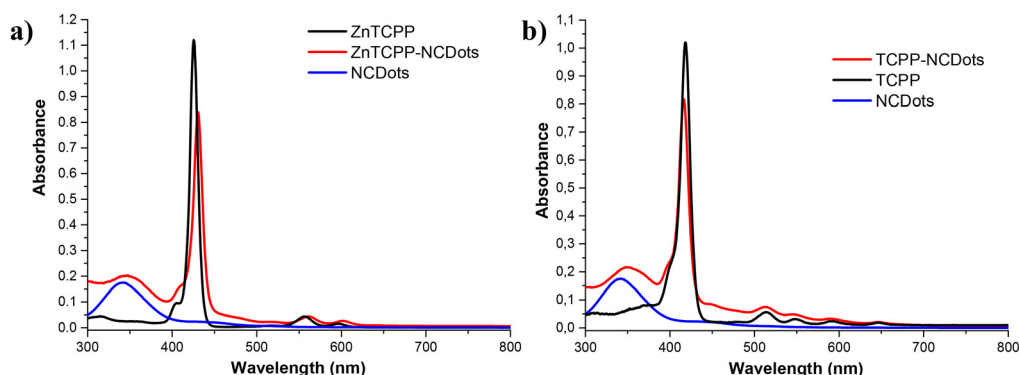 a)
ZnTCPP
ZnTCPP-NCDots
NCDots
1.2
1.1
1.0
0.9
0.8
0.7
0.6
0.5
0.4
0.3
0.2
0.1
0.0
Absorbance
300 400 500 600 700 800
Wavelength (nm)
b)
TCPP-NCDots
TCPP
NCDots
1,1
1,0
0,9
0,8
0,7
0,6
0,5
0,4
0,3
0,2
0,1
0,0
Absorbance
300 400 500 600 700 800
Wavelength (nm)